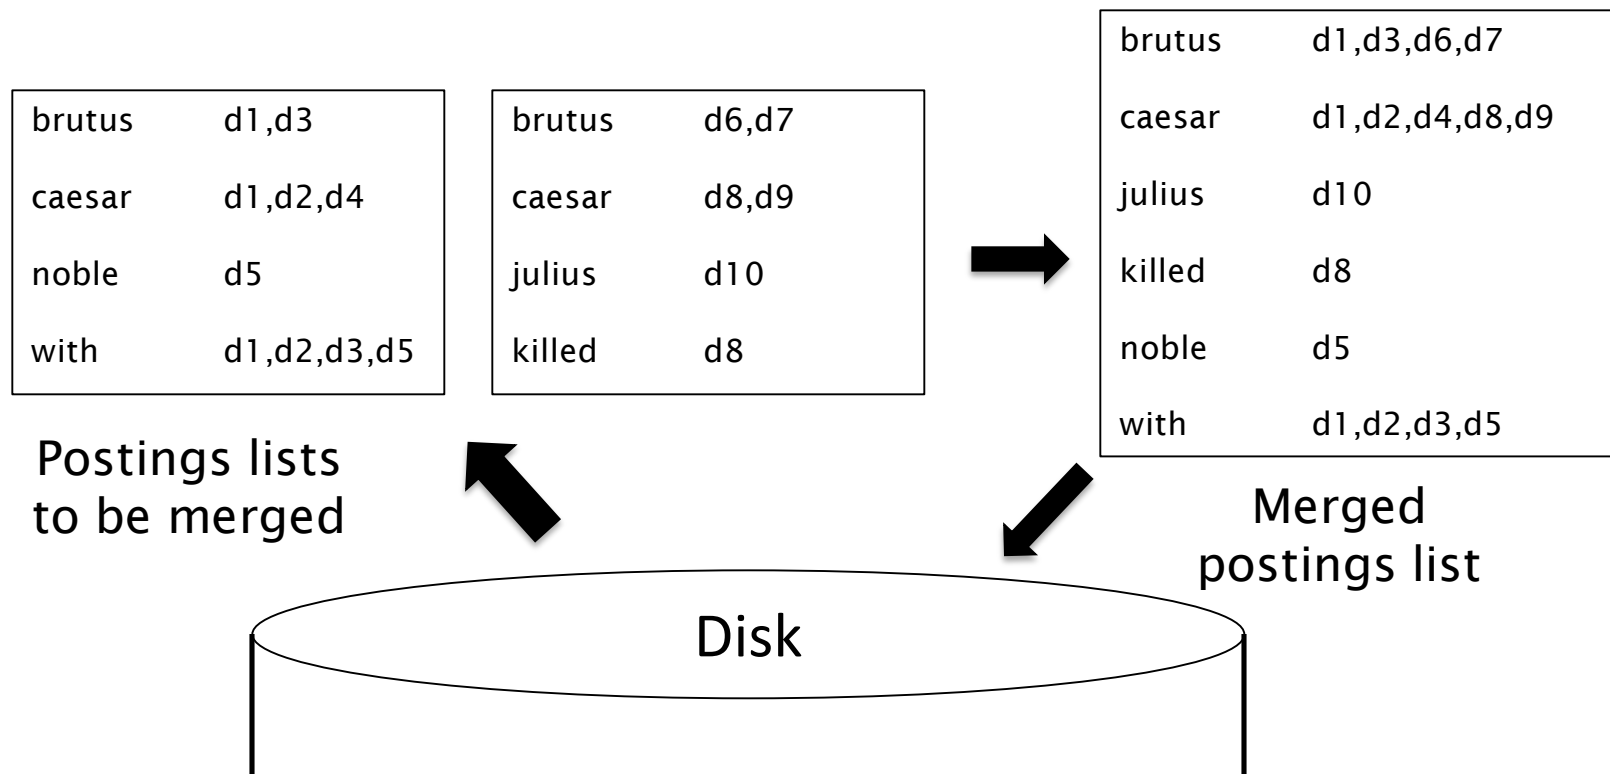 brutus d1,d3
caesar d1,d2,d4
noble d5
with d1,d2,d3,d5
Postings lists
to be merged
brutus d6,d7
caesar d8,d9
julius d10
killed d8
brutus d1,d3,d6,d7
caesar d1,d2,d4,d8,d9
julius d10
killed d8
noble d5
with d1,d2,d3,d5
Merged
postings list
Disk